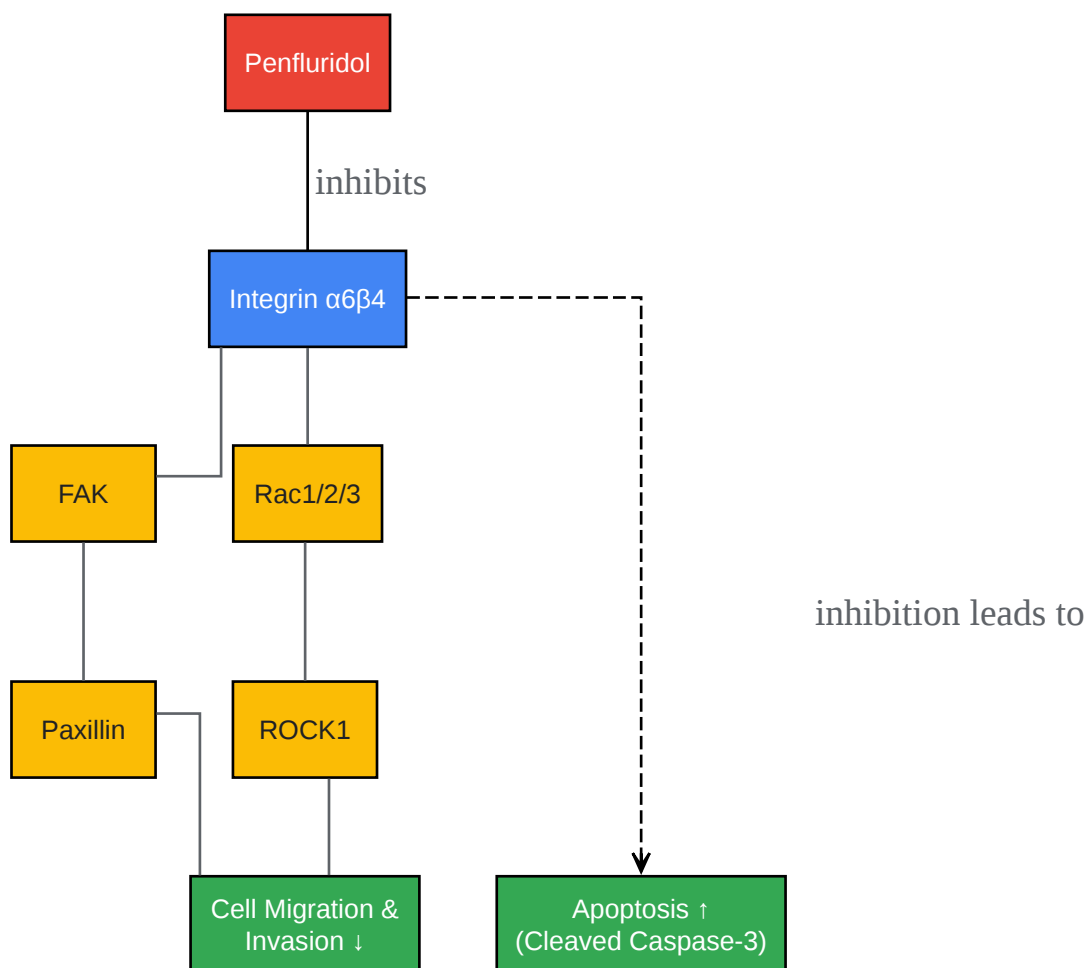 Penfluridol
inhibits
Integrin α6β4
FAK
Rac1/2/3
inhibition leads to
Paxillin
ROCK1
Cell Migration &
Invasion ↓
Apoptosis ↑
(Cleaved Caspase-3)